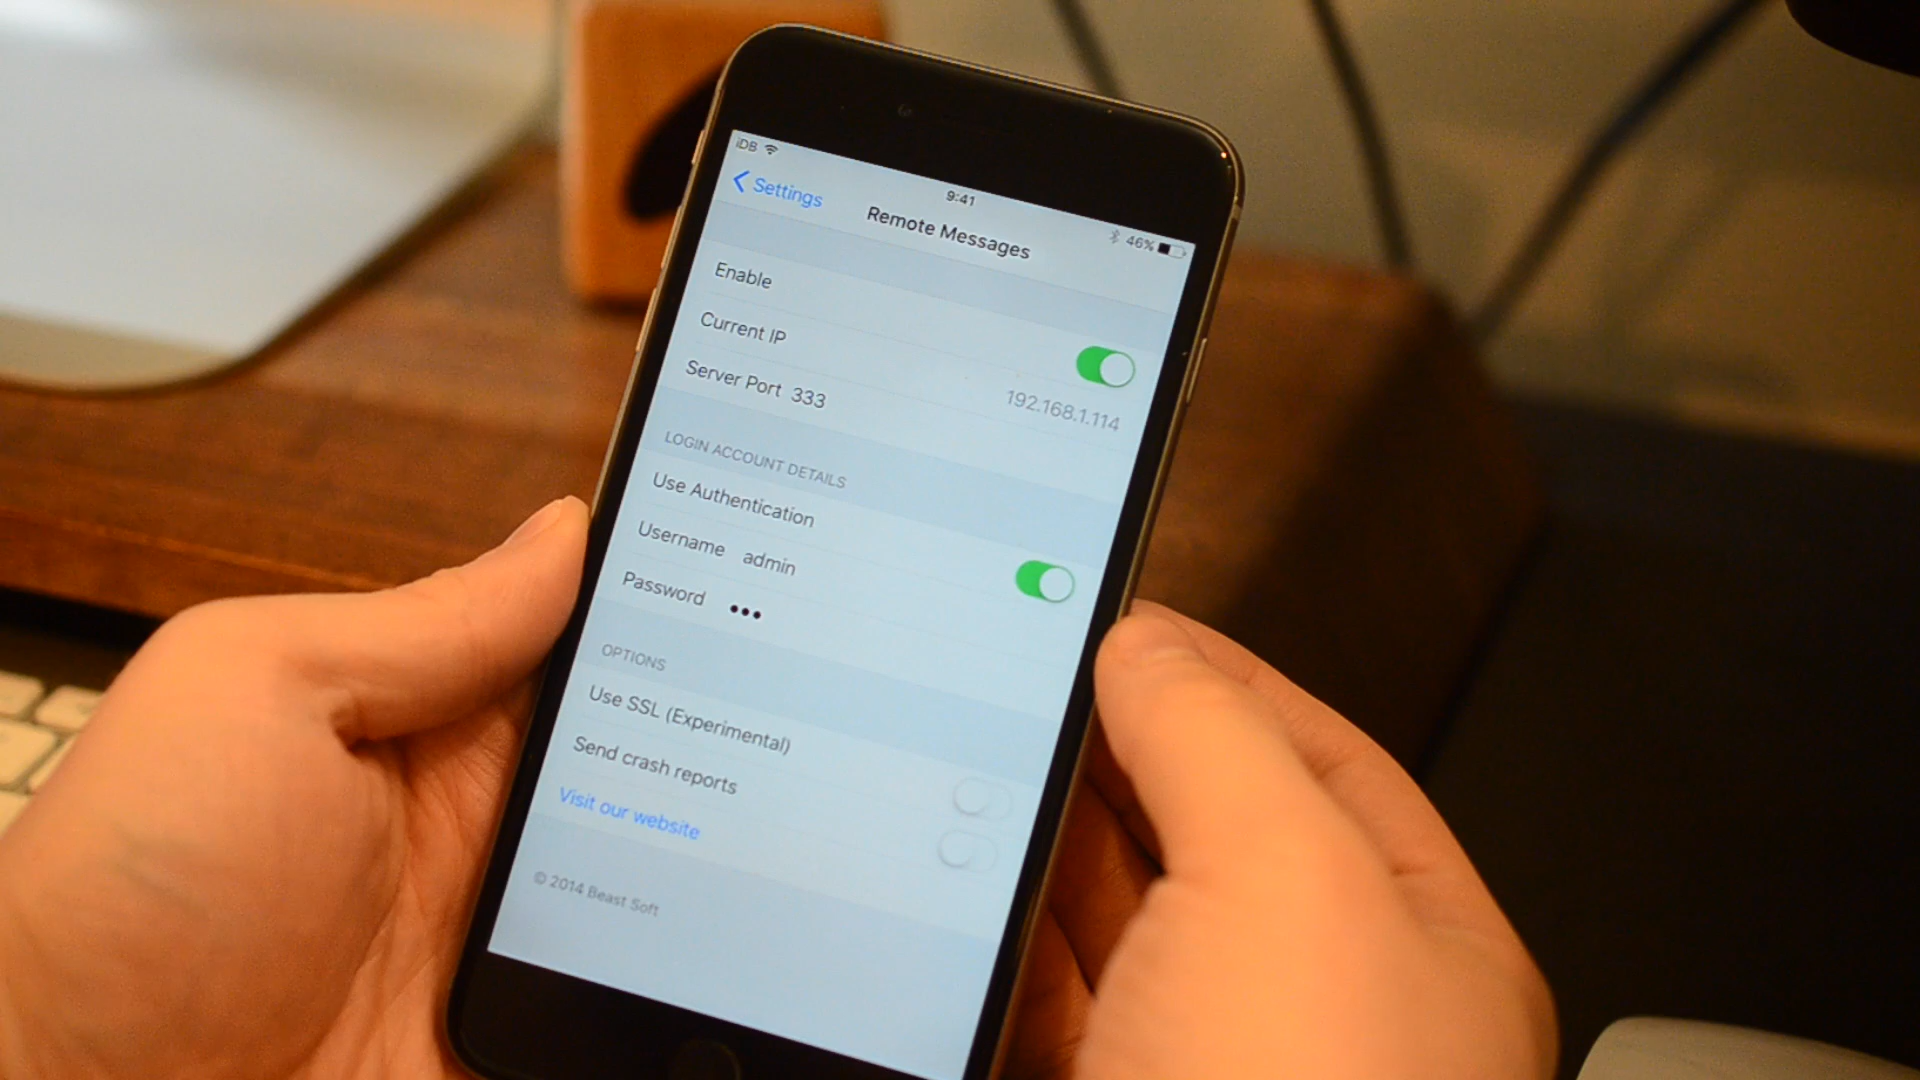 iDB
9:41
46%
Settings
Remote Messages
Enable
Current IP 192.168.1.114
Server Port 333
LOGIN ACCOUNT DETAILS
Use Authentication
Username admin
Password •••
OPTIONS
Use SSL (Experimental)
Send crash reports
Visit our website
© 2014 Beast Soft